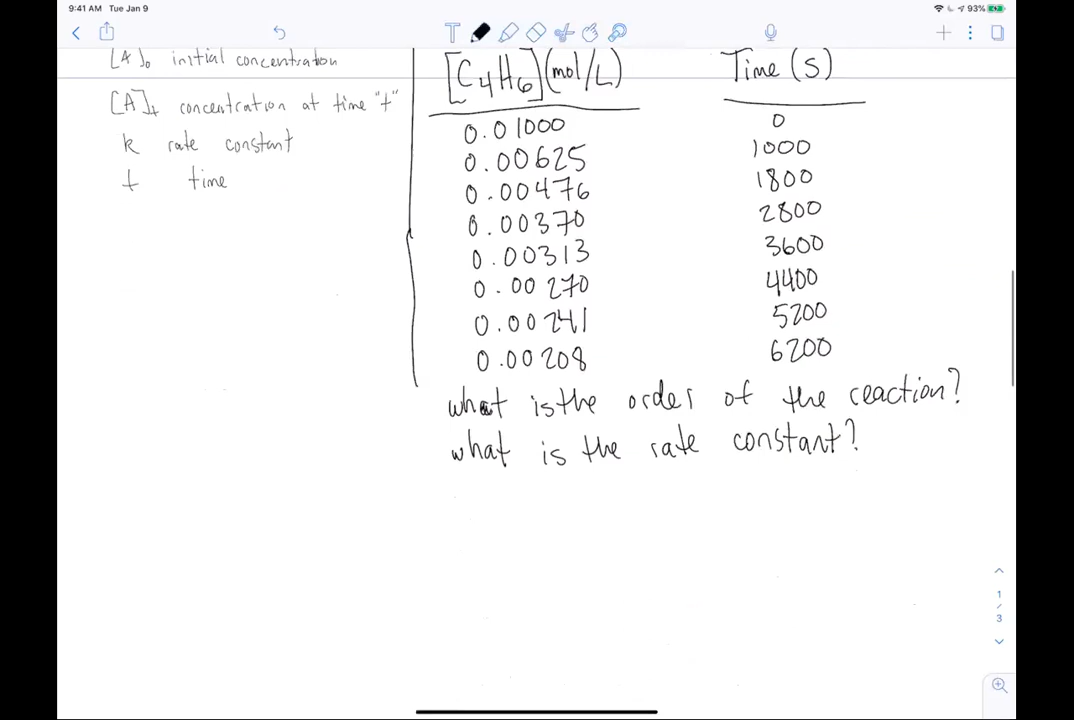 9:41 AM Tue Jan 9
93%
[A]₀ initial concentration
[A]t concentration at time "t"
k rate constant
t time
[C₄H₆](mol/L) Time (s)
0.01000 0
0.00625 1000
0.00476 1800
0.00370 2800
0.00313 3600
0.00270 4400
0.00241 5200
0.00208 6200
what is the order of the reaction?
what is the rate constant?
1
/
3